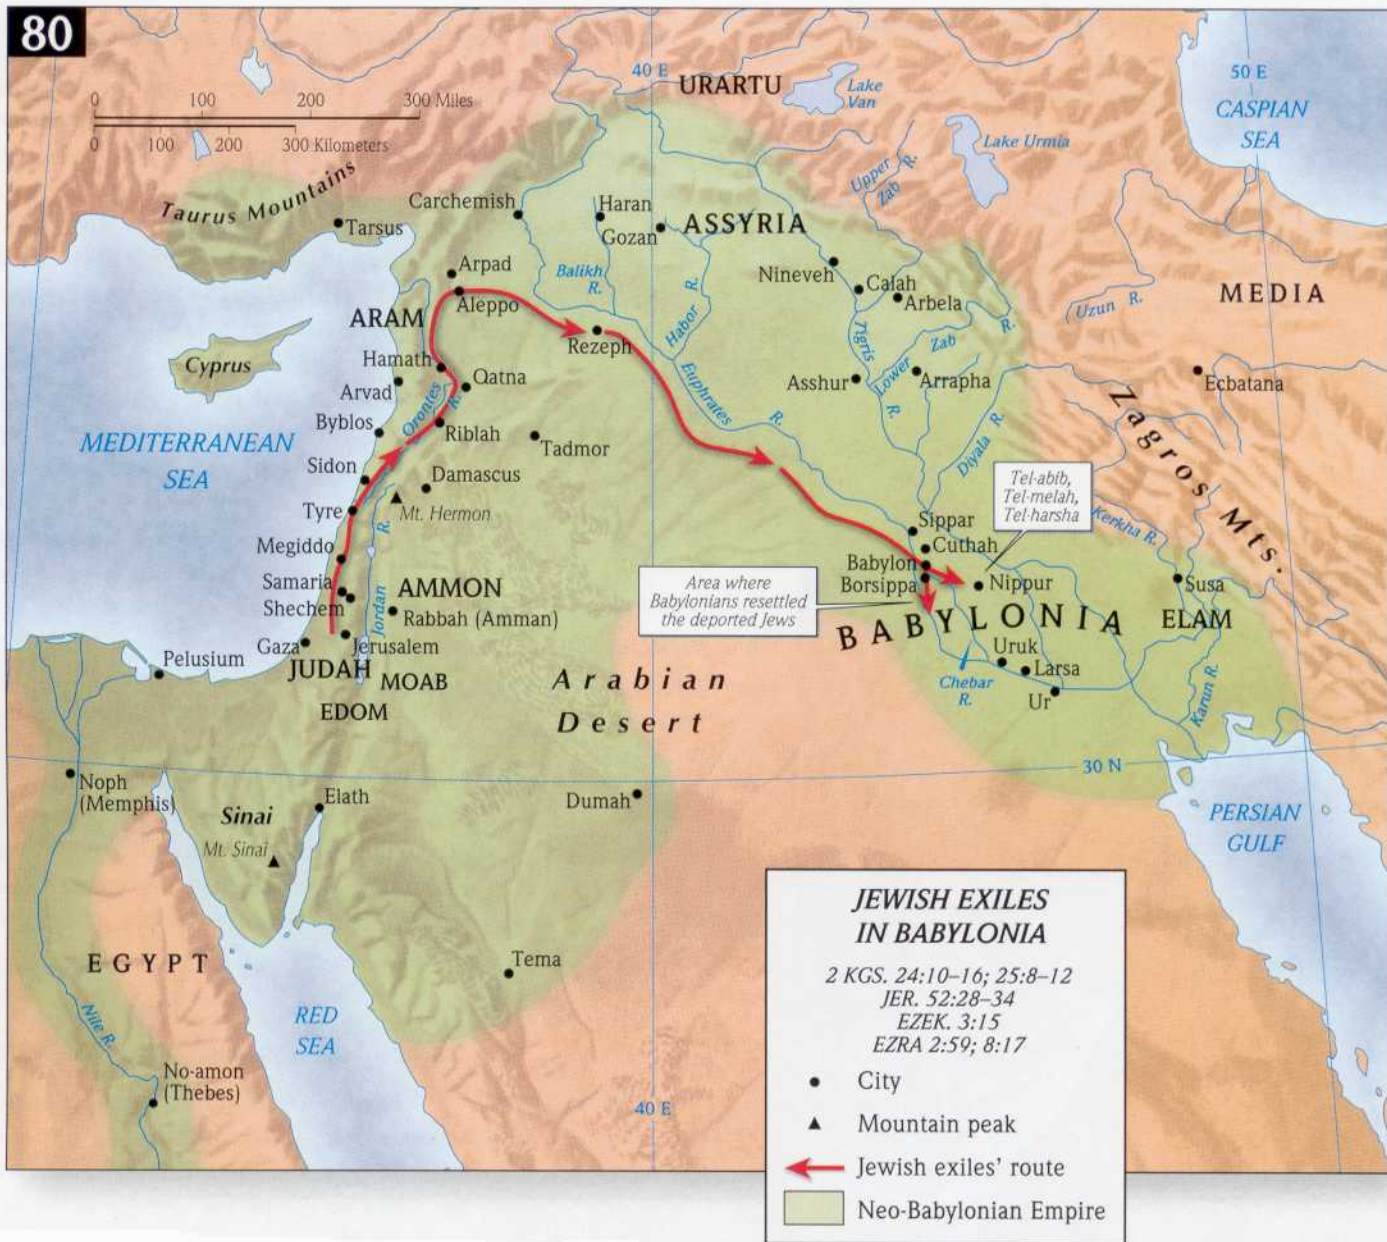 80
0 100 200 300 Miles
0 100 200 300 Kilometers
40 E
50 E
URARTU
Lake
Van
Lake Urmia
CASPIAN
SEA
Taurus Mountains
Tarsus
Carchemish
Haran
Gozan
ASSYRIA
Upper
Zab
R.
Nineveh
Calah
Arbela
MEDIA
Uzun R.
Arpad
Aleppo
Balikh
R.
Habor R.
ARAM
Rezeph
Tigris
R.
Lower Zab R.
Cyprus
Hamath
Qatna
Arvad
Orontes R.
Euphrates R.
Asshur
Arrapha
Ecbatana
Byblos
Riblah
Tadmor
MEDITERRANEAN
SEA
Diyala R.
Zagros Mts.
Sidon
Damascus
Tyre
Mt. Hermon
Tel-abib,
Tel-melah,
Tel-harsha
Sippar
Cuthah
Kerkha R.
Megiddo
Samaria
Shechem
AMMON
Rabbah (Amman)
Jordan R.
Area where
Babylonians resettled
the deported Jews
Babylon
Borsippa
Nippur
Susa
BABYLONIA
ELAM
Gaza
Jerusalem
JUDAH
MOAB
EDOM
Pelusium
Uruk
Larsa
Ur
Chebar
R.
Karun R.
Arabian
Desert
30 N
Noph
(Memphis)
Sinai
Elath
Dumah
Mt. Sinai
PERSIAN
GULF
EGYPT
Tema
Nile R.
RED
SEA
No-amon
(Thebes)
40 E
JEWISH EXILES
IN BABYLONIA
2 KGS. 24:10–16; 25:8–12
JER. 52:28–34
EZEK. 3:15
EZRA 2:59; 8:17
City
Mountain peak
Jewish exiles' route
Neo-Babylonian Empire